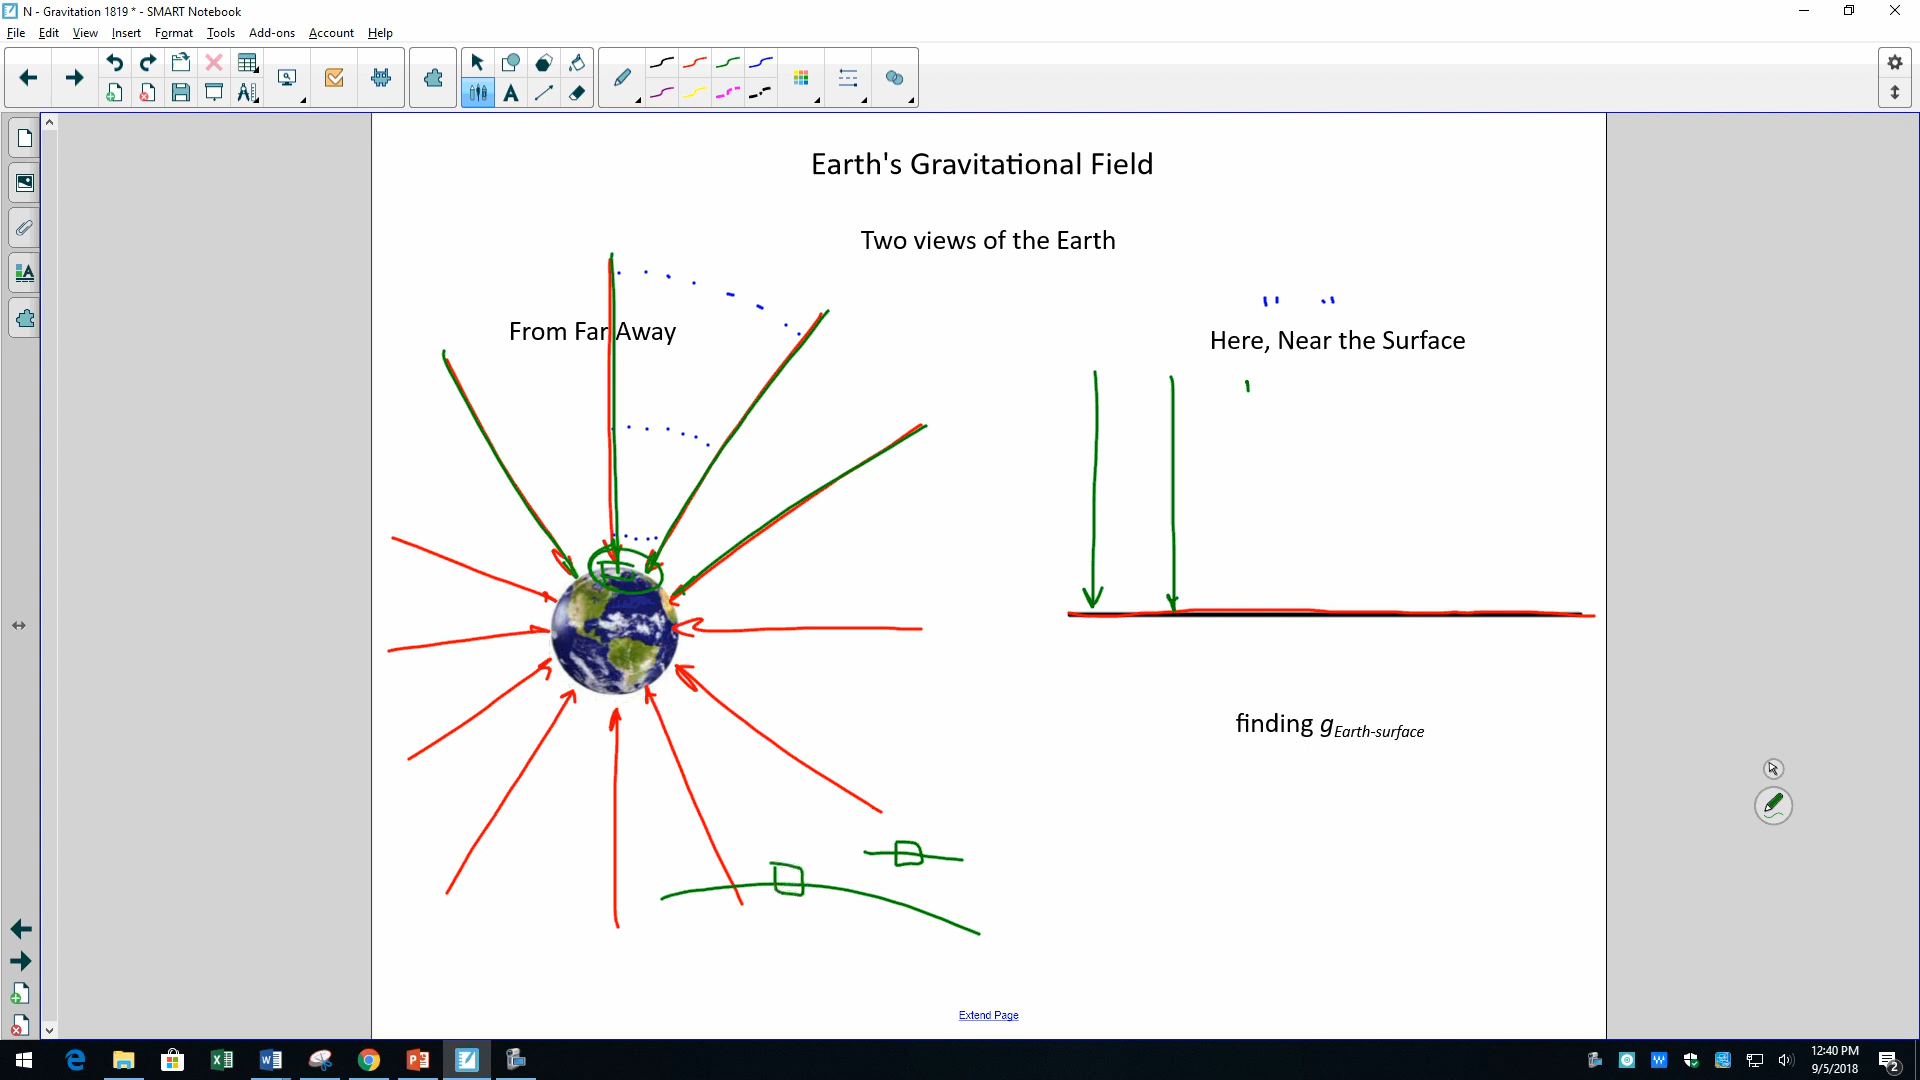 N - Gravitation 1819 * - SMART Notebook
File Edit View Insert Format Tools Add-ons Account Help
Earth's Gravitational Field
Two views of the Earth
From Far Away
Here, Near the Surface
finding gEarth-surface
Extend Page
12:40 PM
9/5/2018
2